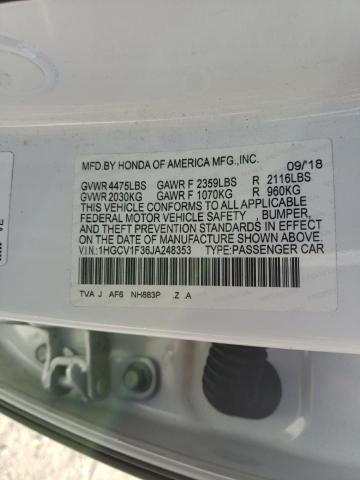 MFD.BY HONDA OF AMERICA MFG.,INC. 09/18
GVWR 4475LBS GAWR F 2359LBS R 2116LBS
GVWR 2030KG GAWR F 1070KG R 960KG
THIS VEHICLE CONFORMS TO ALL APPLICABLE
FEDERAL MOTOR VEHICLE SAFETY , BUMPER,
AND THEFT PREVENTION STANDARDS IN EFFECT
ON THE DATE OF MANUFACTURE SHOWN ABOVE.
V.I.N.:1HGCV1F36JA248353 TYPE:PASSENGER CAR
TVA J AF6 NH883P .Z .A
VE